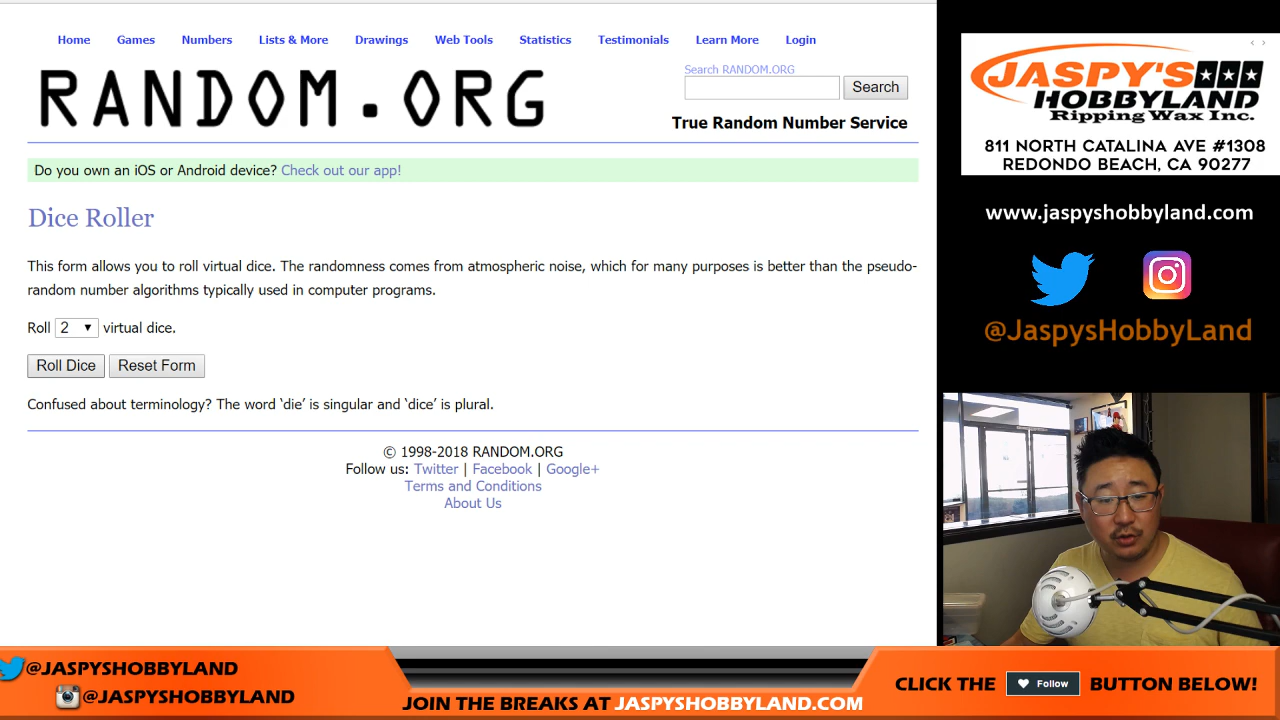 Home Games Numbers Lists & More Drawings Web Tools Statistics Testimonials Learn More Login
RANDOM.ORG
Search RANDOM.ORG
Search
True Random Number Service
Do you own an iOS or Android device? Check out our app!
Dice Roller
This form allows you to roll virtual dice. The randomness comes from atmospheric noise, which for many purposes is better than the pseudo-
random number algorithms typically used in computer programs.
Roll 2 virtual dice.
Roll Dice Reset Form
Confused about terminology? The word ‘die’ is singular and ‘dice’ is plural.
© 1998-2018 RANDOM.ORG
Follow us: Twitter | Facebook | Google+
Terms and Conditions
About Us
JASPY'S
HOBBYLAND
Ripping Wax Inc.
811 NORTH CATALINA AVE #1308
REDONDO BEACH, CA 90277
www.jaspyshobbyland.com
@JaspysHobbyLand
@JASPYSHOBBYLAND
@JASPYSHOBBYLAND
JOIN THE BREAKS AT JASPYSHOBBYLAND.COM
CLICK THE Follow BUTTON BELOW!